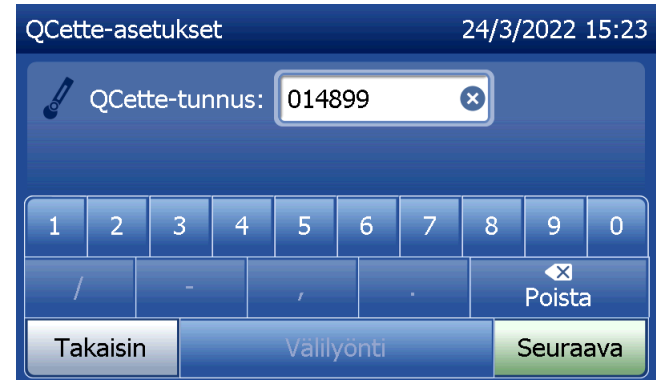 QCette-asetukset 24/3/2022 15:23
QCette-tunnus: 014899
1 2 3 4 5 6 7 8 9 0
/ - , . Poista
Takaisin Välilyönti Seuraava